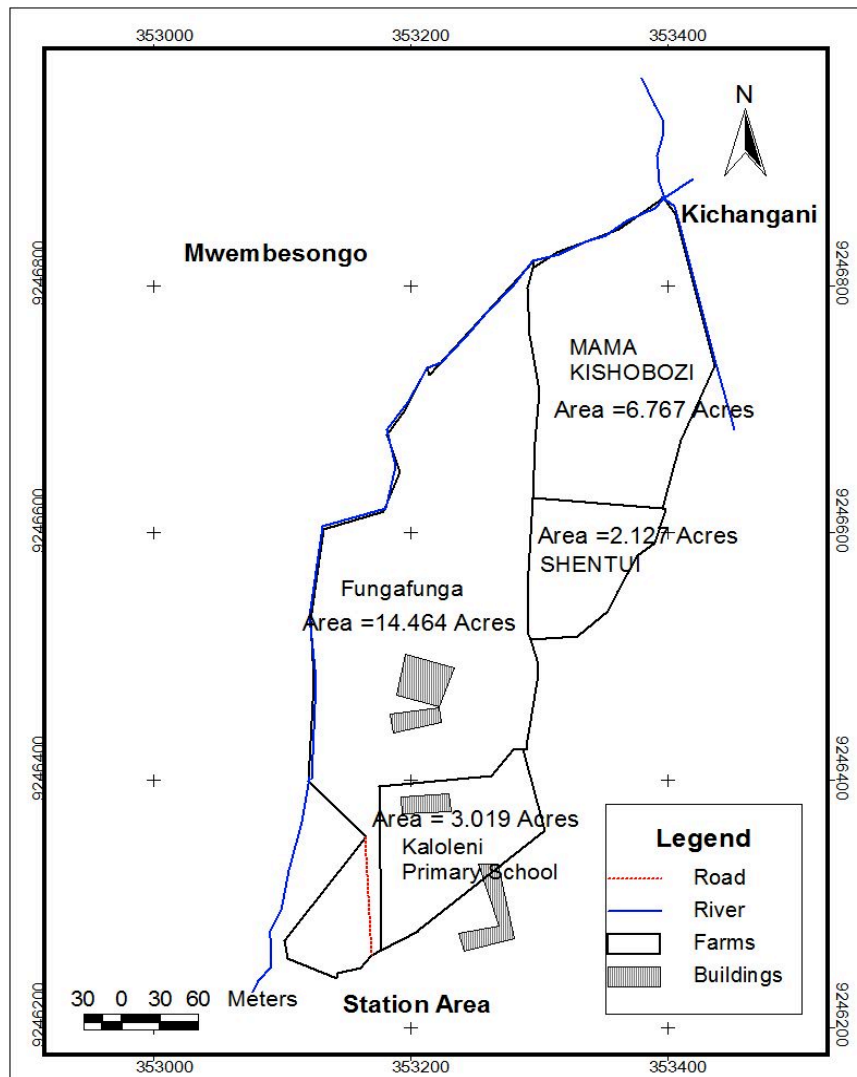 353000 353200 353400
N
Kichangani
Mwembesongo
9246800 9246800
MAMA
KISHOBOZI
Area =6.767 Acres
9246600 9246600
Area =2.127 Acres
SHENTUI
Fungafunga
Area =14.464 Acres
9246400 9246400
Area = 3.019 Acres
Kaloleni
Primary School
Legend
Road
River
Farms
Buildings
30 0 30 60 Meters
Station Area
9246200 9246200
353000 353200 353400